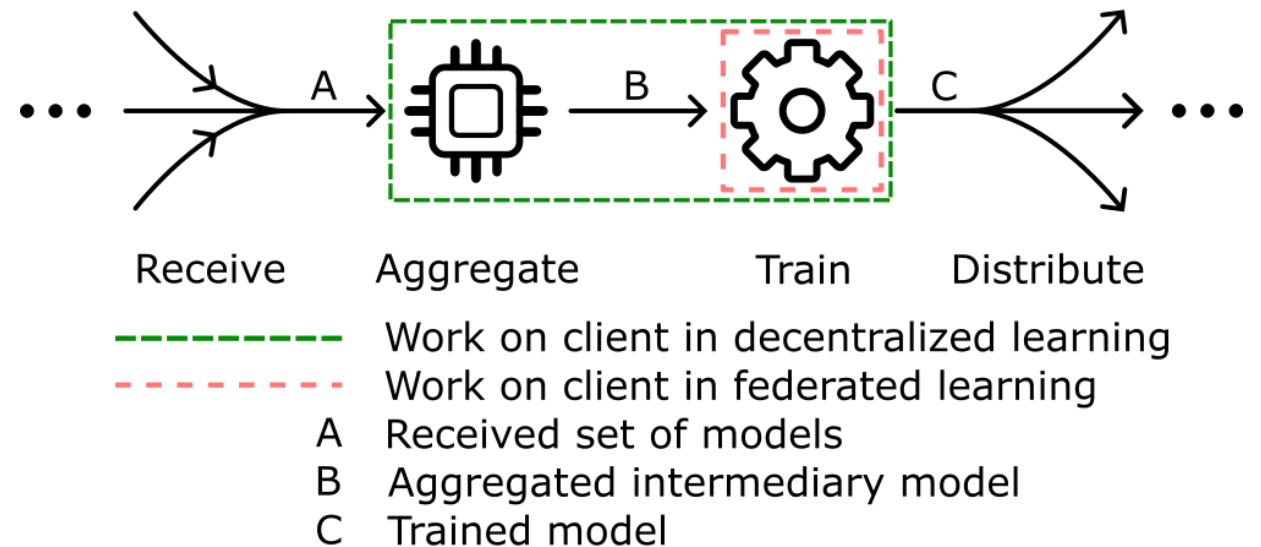 A
B
C
Receive
Aggregate
Train
Distribute
Work on client in decentralized learning
Work on client in federated learning
A Received set of models
B Aggregated intermediary model
C Trained model